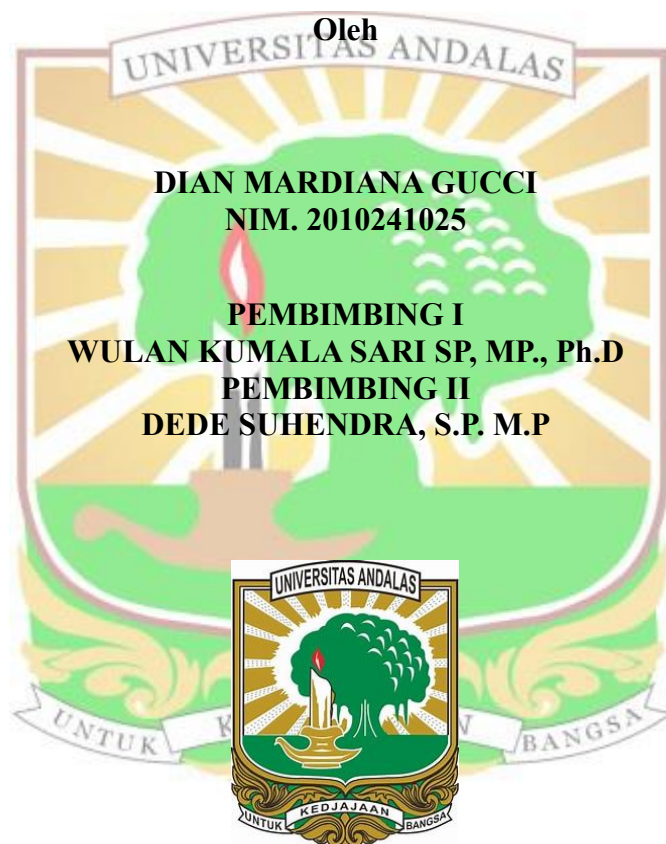 Oleh
UNIVERSITAS ANDALAS
DIAN MARDIANA GUCCI
NIM. 2010241025
PEMBIMBING I
WULAN KUMALA SARI SP, MP., Ph.D
PEMBIMBING II
DEDE SUHENDRA, S.P. M.P
UNIVERSITAS ANDALAS
UNTUK K N BANGSA
UNTUK KEDJAJAAN BANGSA